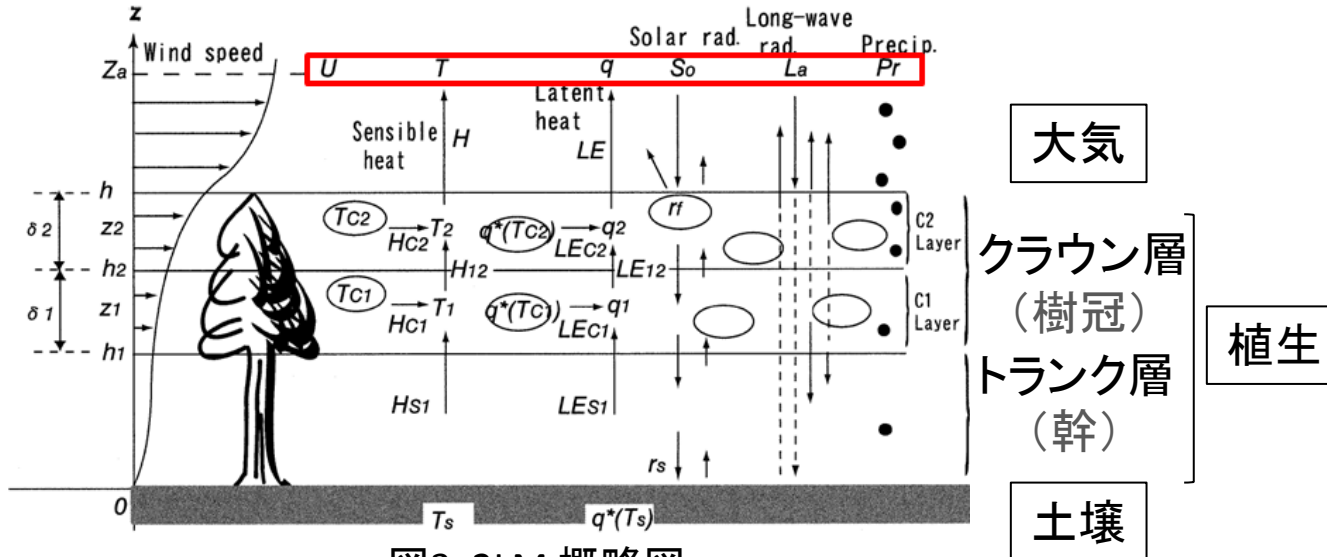 z
Wind speed
Solar rad.
Long-wave
rad.
Precip.
Za
U T q So La Pr
Sensible
heat
H
Latent
heat
LE
大気
h
δ2
z2
TC2
HC2
T2
q*(TC2)
LEC2
q2
rf
C2
Layer
クラウン層
(樹冠)
h2
H12
LE12
δ1
z1
TC1
HC1
T1
q*(TC1)
LEC1
q1
C1
Layer
h1
植生
トランク層
(幹)
HS1
LES1
rs
0
Ts
q*(Ts)
土壌